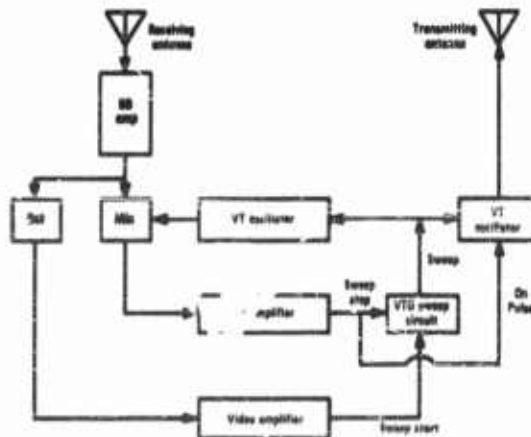 Receiving
antenna
Transmitting
antenna
amp
Det
Mix
VT oscillator
VT
oscillator
Sweep
On
Pulse
Sweep
stop
VTO sweep
circuit
Video amplifier
Sweep start